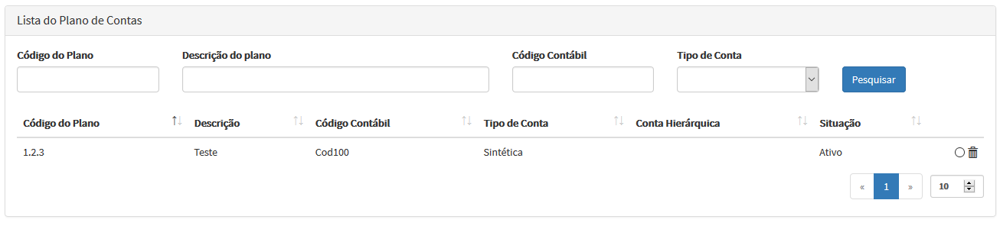 Lista do Plano de Contas
Código do Plano Descrição do plano Código Contábil Tipo de Conta
Pesquisar
Código do Plano Descrição Código Contábil Tipo de Conta Conta Hierárquica Situação
1.2.3 Teste Cod100 Sintética Ativo
« 1 » 10